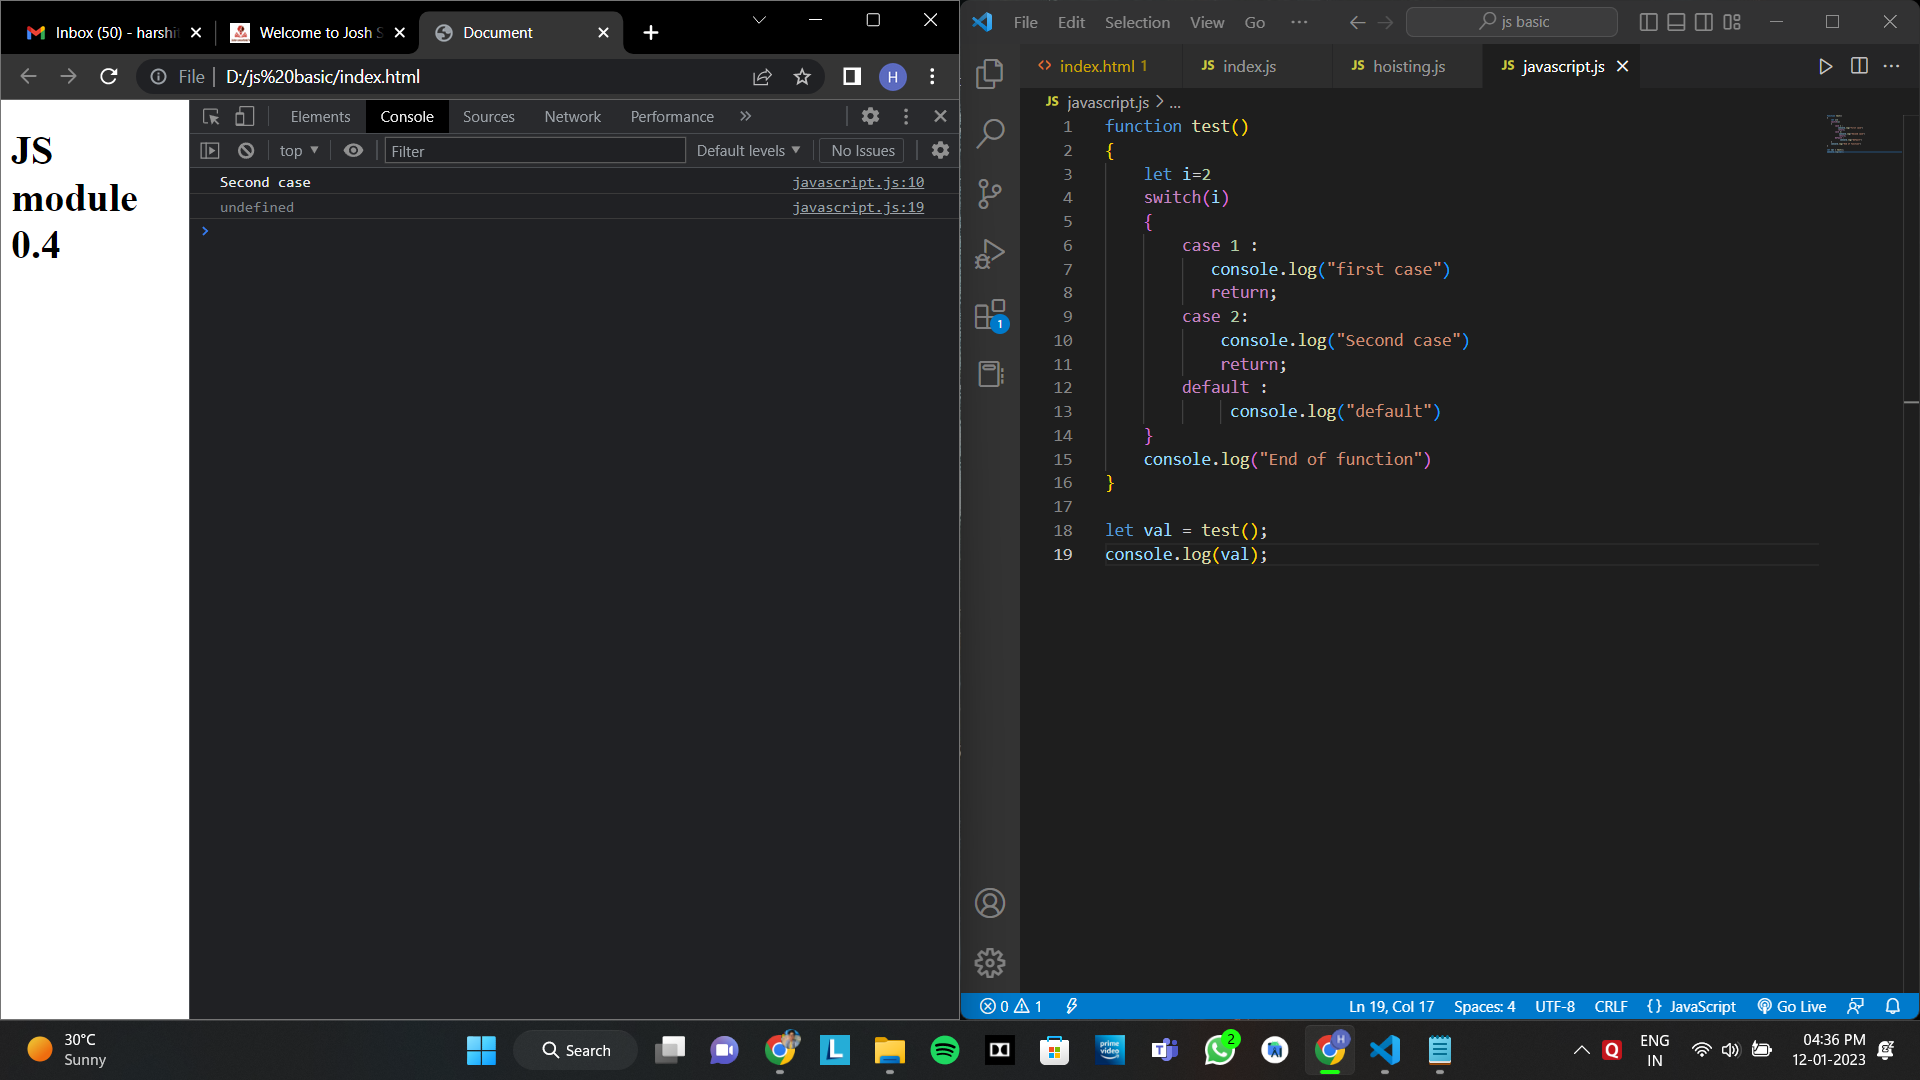 Inbox (50) - harshit
Welcome to Josh S
Document
File D:/js%20basic/index.html
H
JS
module
0.4
Elements Console Sources Network Performance
top Filter Default levels No Issues
Second case javascript.js:10
undefined javascript.js:19
File Edit Selection View Go js basic
index.html 1 JS index.js JS hoisting.js JS javascript.js
JS javascript.js > ...
1 function test()
2 {
3 let i=2
4 switch(i)
5 {
6 case 1 :
7 console.log("first case")
8 return;
9 case 2:
10 console.log("Second case")
11 return;
12 default :
13 console.log("default")
14 }
15 console.log("End of function")
16 }
17
18 let val = test();
19 console.log(val);
1
0 1 Ln 19, Col 17 Spaces: 4 UTF-8 CRLF {} JavaScript Go Live
30°C
Sunny
Search
L
prime
video
2
H
Q
ENG
IN
04:36 PM
12-01-2023